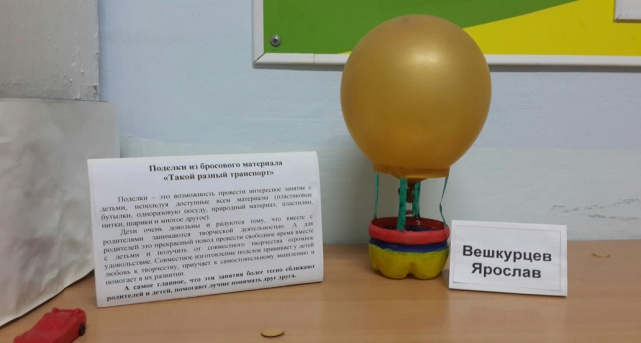 Поделки из бросового материала
«Такой разный транспорт»
Поделки – это возможность провести интересное занятие с
детьми, используя доступные всем материалы (пластиковые
бутылки, одноразовую посуду, природный материал, пластилин,
нитки, шарики и многое другое).
Дети очень довольны и радуются тому, что вместе с
родителями занимаются творческой деятельностью. А для
родителей это прекрасный повод провести свободное время вместе
с детьми и получить от совместного творчества огромное
удовольствие. Совместное изготовление поделок прививает у детей
любовь к творчеству, приучает к самостоятельному мышлению и
помогает в их развитии.
А самое главное, что эти занятия более тесно сближают
родителей и детей, помогают лучше понимать друг друга.
Вешкурцев
Ярослав